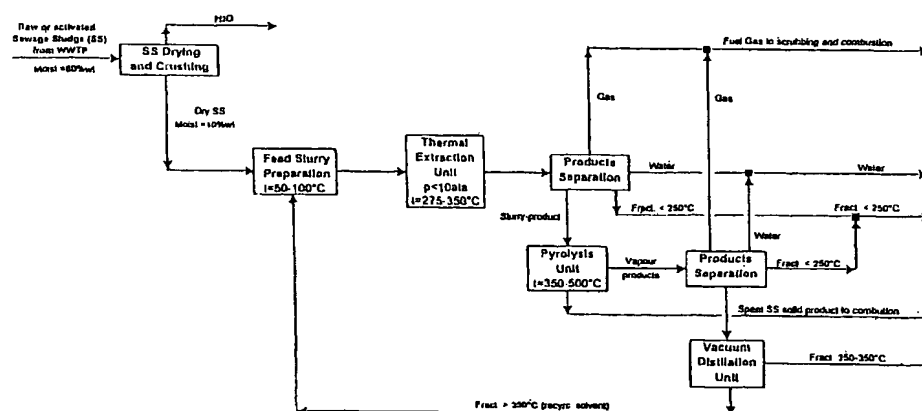 H2O
Raw or activated
Sewage Sludge (SS)
from WWTP
Moist =80%wt
SS Drying
and Crushing
Fuel Gas to scrubbing and combustion
Gas
Gas
Dry SS
Moist = 10%wt
Feed Slurry
Preparation
t=50-100°C
Thermal
Extraction
Unit
p<10ata
t=275-350°C
Products
Separation
Water
Water
Fract. < 250°C
Fract. < 250°C
Slurry-product
Water
Pyrolysis
Unit
t=350-500°C
Vapour
products
Products
Separation
Fract. < 250°C
Spent SS solid product to combution
Vacuum
Distillation
Unit
Fract. 250-350°C
Fract. > 350°C (recyc. solvent)